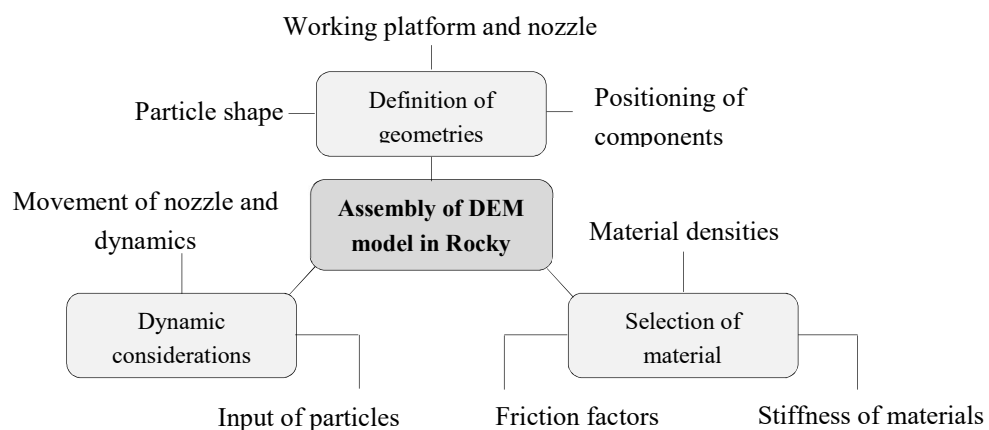 Working platform and nozzle
Particle shape
Definition of
geometries
Positioning of
components
Movement of nozzle and
dynamics
Assembly of DEM
model in Rocky
Material densities
Dynamic
considerations
Selection of
material
Input of particles
Friction factors
Stiffness of materials